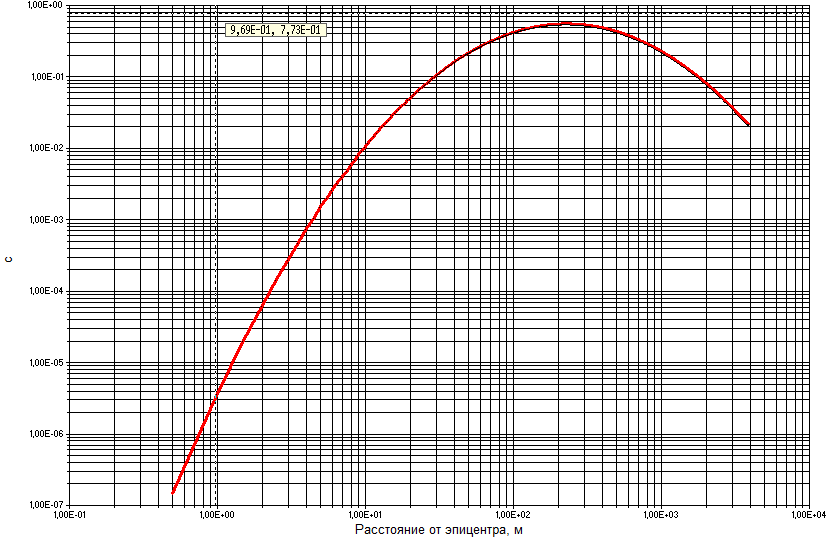 1,00E+00
9,69E-01, 7,73E-01
1,00E-01
1,00E-02
1,00E-03
с
1,00E-04
1,00E-05
1,00E-06
1,00E-07
1,00E-01 1,00E+00 1,00E+01 1,00E+02 1,00E+03 1,00E+04
Расстояние от эпицентра, м